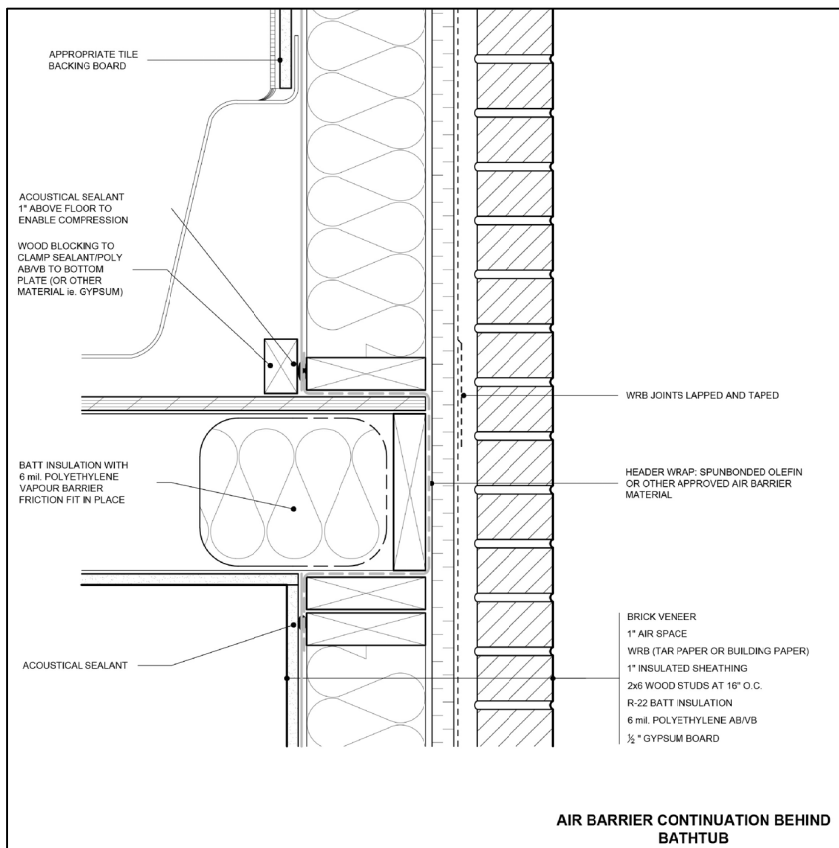 APPROPRIATE TILE
BACKING BOARD
ACOUSTICAL SEALANT
1" ABOVE FLOOR TO
ENABLE COMFRESSION
WOOD BLOCKING TO
CLAMP SEALANT/POLY
AB/VB TO BOTTOM
PLATE (OR OTHER
MATERIAL ie. GYPSUM)
WRB JOINTS LAPPED AND TAPED
BATT INSULATION WITH
6 mil. POLYETHYLENE
VAPOUR BARRIER
FRICTION FIT IN PLACE
HEADER WRAP: SPUNBONDED OLEFIN
OR OTHER APPROVED AIR BARRIER
MATERIAL
ACOUSTICAL SEALANT
BRICK VENEER
1" AIR SPACE
WRB (TAR PAPER OR BUILDING PAPER)
1" INSULATED SHEATHING
2x6 WOOD STUDS AT 16" O.C.
R-22 BATT INSULATION
6 mil. POLYETHYLENE AB/VB
½ " GYPSUM BOARD
AIR BARRIER CONTINUATION BEHIND
BATHTUB